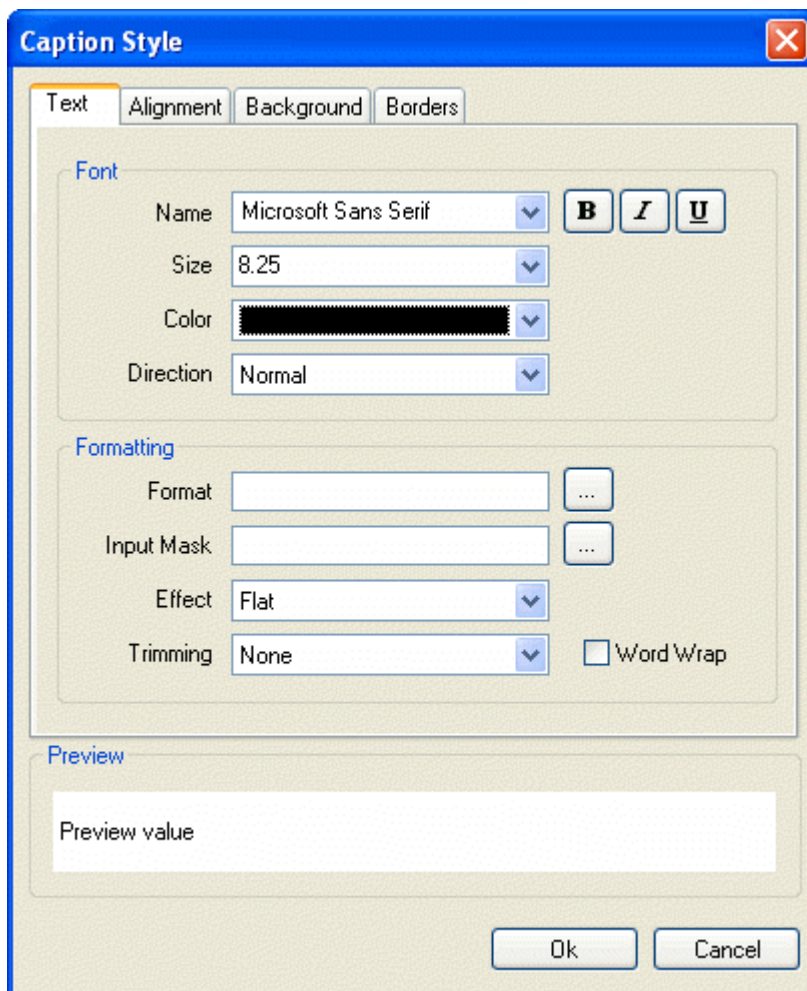 Caption Style
Text Alignment Background Borders
Font
Name Microsoft Sans Serif B I U
Size 8.25
Color
Direction Normal
Formatting
Format ...
Input Mask ...
Effect Flat
Trimming None Word Wrap
Preview
Preview value
Ok Cancel